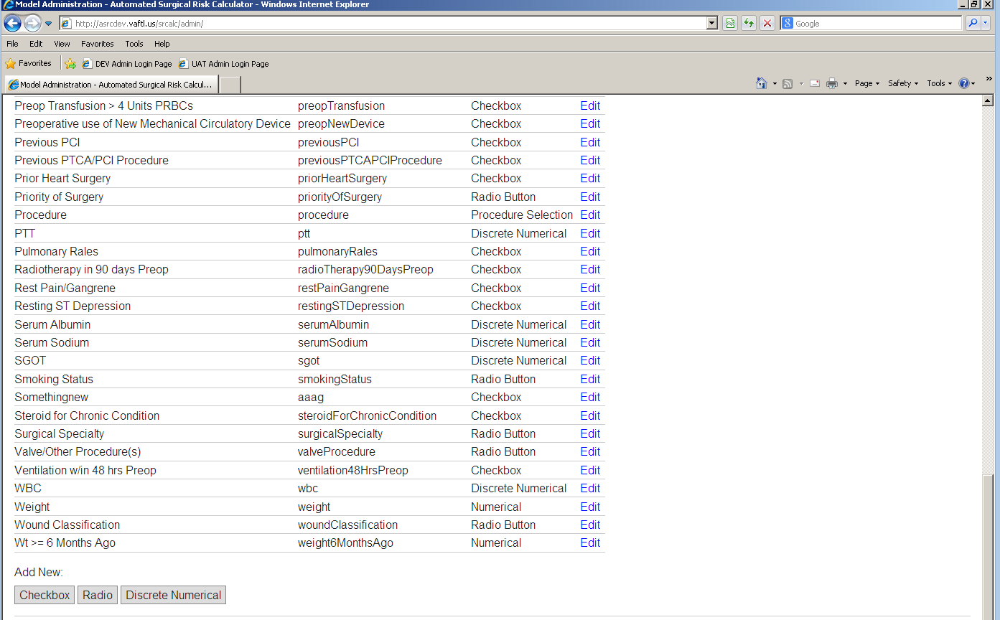 Model Administration - Automated Surgical Risk Calculator - Windows Internet Explorer
http://asrcdev.vaftl.us/srcalc/admin/
Google
File Edit View Favorites Tools Help
Favorites DEV Admin Login Page UAT Admin Login Page
Model Administration - Automated Surgical Risk Calcul... Page Safety Tools »
Preop Transfusion > 4 Units PRBCs preopTransfusion Checkbox Edit
Preoperative use of New Mechanical Circulatory Device preopNewDevice Checkbox Edit
Previous PCI previousPCI Checkbox Edit
Previous PTCA/PCI Procedure previousPTCAPCIProcedure Checkbox Edit
Prior Heart Surgery priorHeartSurgery Checkbox Edit
Priority of Surgery priorityOfSurgery Radio Button Edit
Procedure procedure Procedure Selection Edit
PTT ptt Discrete Numerical Edit
Pulmonary Rales pulmonaryRales Checkbox Edit
Radiotherapy in 90 days Preop radioTherapy90DaysPreop Checkbox Edit
Rest Pain/Gangrene restPainGangrene Checkbox Edit
Resting ST Depression restingSTDepression Checkbox Edit
Serum Albumin serumAlbumin Discrete Numerical Edit
Serum Sodium serumSodium Discrete Numerical Edit
SGOT sgot Discrete Numerical Edit
Smoking Status smokingStatus Radio Button Edit
Somethingnew aaag Checkbox Edit
Steroid for Chronic Condition steroidForChronicCondition Checkbox Edit
Surgical Specialty surgicalSpecialty Radio Button Edit
Valve/Other Procedure(s) valveProcedure Radio Button Edit
Ventilation w/in 48 hrs Preop ventilation48HrsPreop Checkbox Edit
WBC wbc Discrete Numerical Edit
Weight weight Numerical Edit
Wound Classification woundClassification Radio Button Edit
Wt >= 6 Months Ago weight6MonthsAgo Numerical Edit
Add New:
Checkbox Radio Discrete Numerical